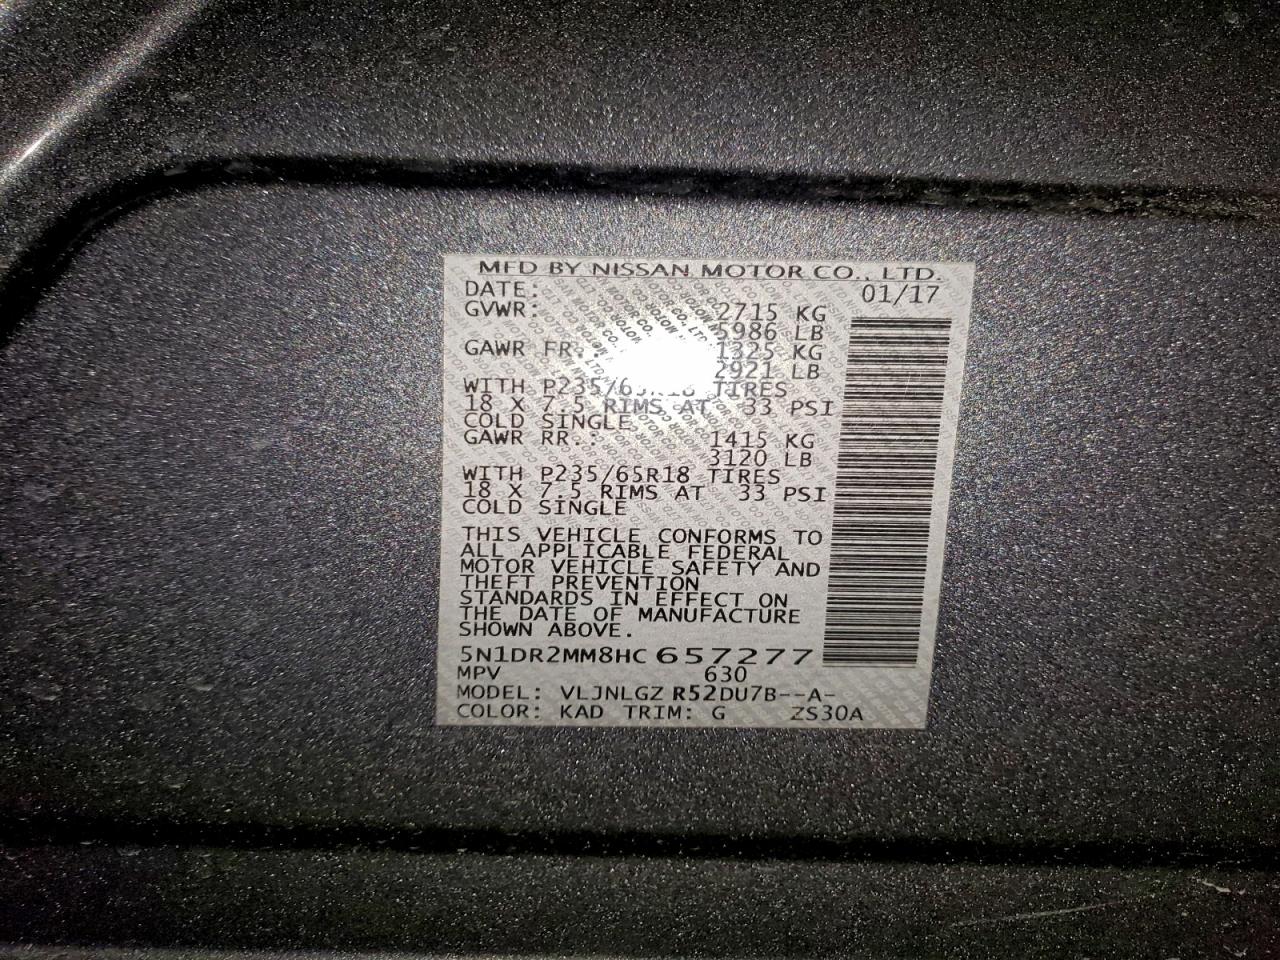 MFD BY NISSAN MOTOR CO., LTD.
DATE: 01/17
GVWR: 2715 KG
5986 LB
GAWR FR.: 1325 KG
2921 LB
WITH P235/65R18 TIRES
18 X 7.5 RIMS AT 33 PSI
COLD SINGLE
GAWR RR.: 1415 KG
3120 LB
WITH P235/65R18 TIRES
18 X 7.5 RIMS AT 33 PSI
COLD SINGLE
THIS VEHICLE CONFORMS TO
ALL APPLICABLE FEDERAL
MOTOR VEHICLE SAFETY AND
THEFT PREVENTION
STANDARDS IN EFFECT ON
THE DATE OF MANUFACTURE
SHOWN ABOVE.
5N1DR2MM8HC 657277
MPV 630
MODEL: VLJNLGZ R52DU7B--A-
COLOR: KAD TRIM: G ZS30A